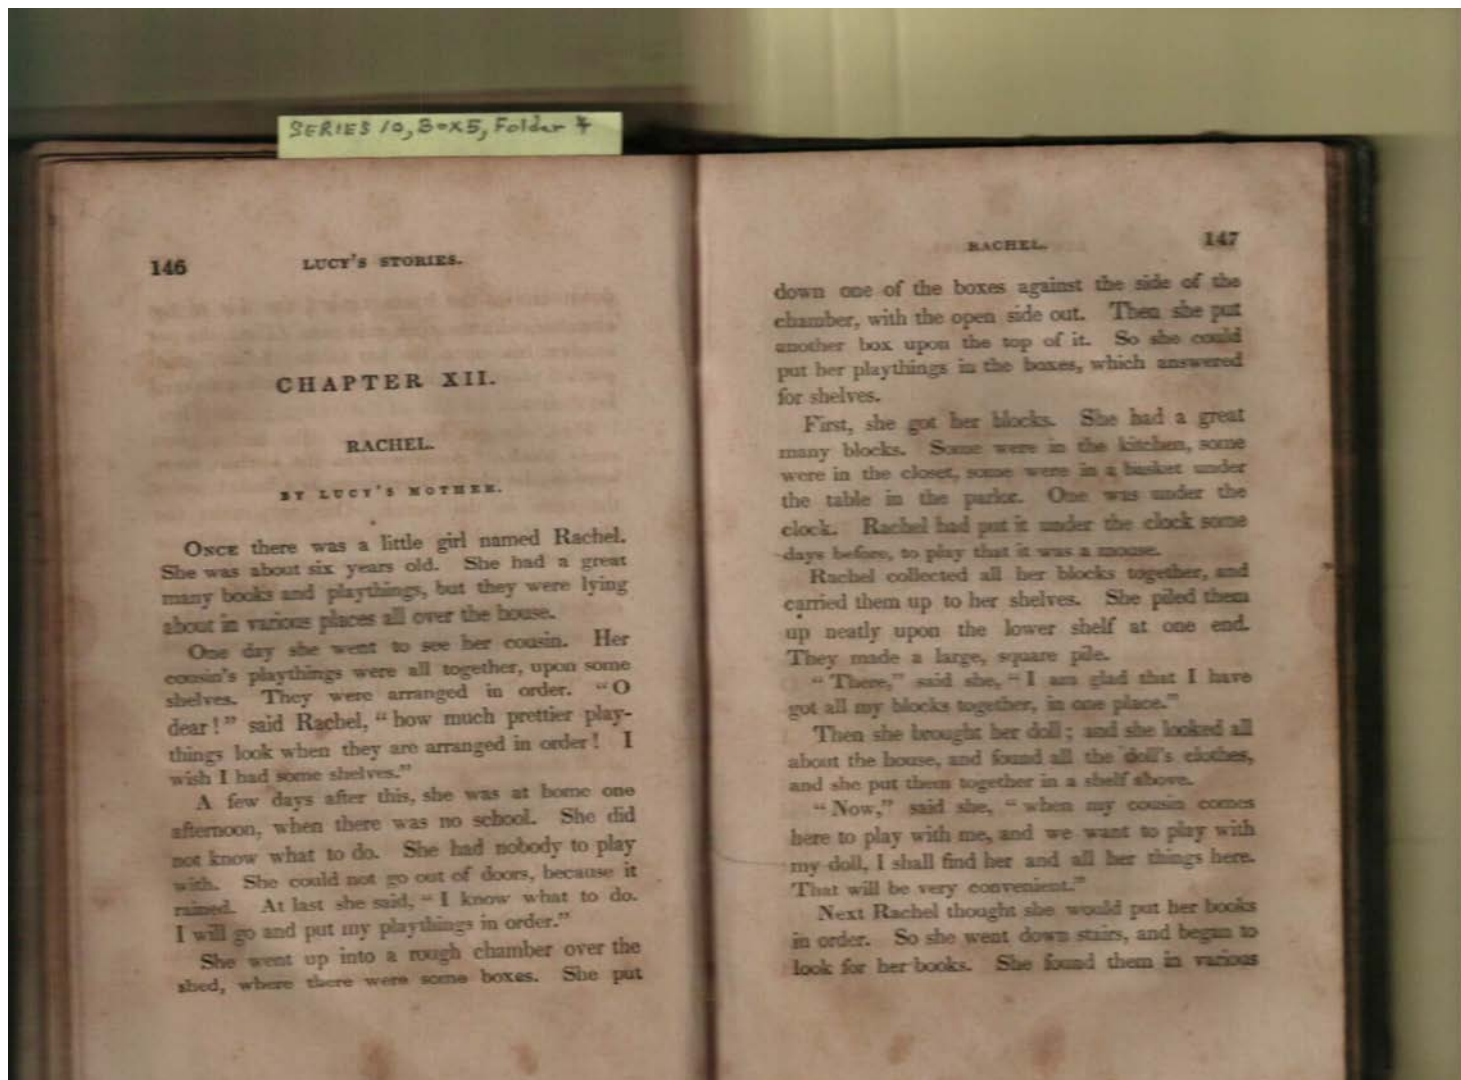 SERIES 10, Box 5, Folder 4
146 LUCY'S STORIES.
CHAPTER XII.
RACHEL.
BY LUCY'S MOTHER.
ONCE there was a little girl named Rachel.
She was about six years old. She had a great
many books and playthings, but they were lying
about in various places all over the house.
One day she went to see her cousin. Her
cousin's playthings were all together, upon some
shelves. They were arranged in order. "O
dear!" said Rachel, "how much prettier play-
things look when they are arranged in order! I
wish I had some shelves."
A few days after this, she was at home one
afternoon, when there was no school. She did
not know what to do. She had nobody to play
with. She could not go out of doors, because it
rained. At last she said, "I know what to do.
I will go and put my playthings in order."
She went up into a rough chamber over the
shed, where there were some boxes. She put
RACHEL. 147
down one of the boxes against the side of the
chamber, with the open side out. Then she put
another box upon the top of it. So she could
put her playthings in the boxes, which answered
for shelves.
First, she got her blocks. She had a great
many blocks. Some were in the kitchen, some
were in the closet, some were in a basket under
the table in the parlor. One was under the
clock. Rachel had put it under the clock some
days before, to play that it was a mouse.
Rachel collected all her blocks together, and
carried them up to her shelves. She piled them
up neatly upon the lower shelf at one end.
They made a large, square pile.
"There," said she, "I am glad that I have
got all my blocks together, in one place."
Then she brought her doll; and she looked all
about the house, and found all the doll's clothes,
and she put them together in a shelf above.
"Now," said she, "when my cousin comes
here to play with me, and we want to play with
my doll, I shall find her and all her things here.
That will be very convenient."
Next Rachel thought she would put her books
in order. So she went down stairs, and began to
look for her books. She found them in various